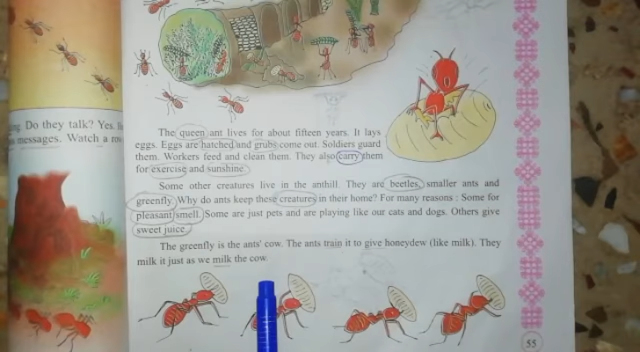 Do they talk? Yes.
messages. Watch a
The queen ant lives for about fifteen years. It lays
eggs. Eggs are hatched and grubs come out. Soldiers guard
them. Workers feed and clean them. They also carry them
for exercise and sunshine.
Some other creatures live in the anthill. They are beetles, smaller ants and
greenfly. Why do ants keep these creatures in their home? For many reasons : Some for
pleasant smell. Some are just pets and are playing like our cats and dogs. Others give
sweet juice.
The greenfly is the ants' cow. The ants train it to give honeydew (like milk). They
milk it just as we milk the cow.
55